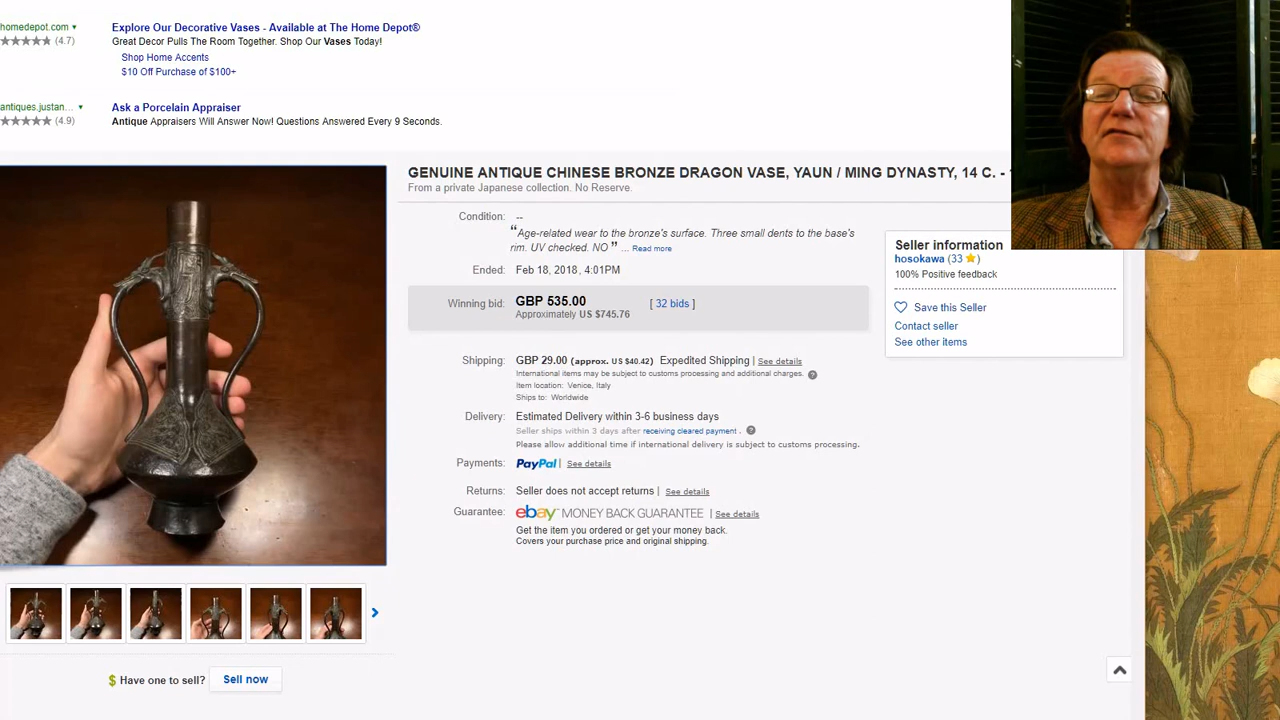 homedepot.com
(4.7)
Explore Our Decorative Vases - Available at The Home Depot®
Great Decor Pulls The Room Together. Shop Our Vases Today!
Shop Home Accents
$10 Off Purchase of $100+
antiques.justan...
(4.9)
Ask a Porcelain Appraiser
Antique Appraisers Will Answer Now! Questions Answered Every 9 Seconds.
GENUINE ANTIQUE CHINESE BRONZE DRAGON VASE, YAUN / MING DYNASTY, 14 C. -
From a private Japanese collection. No Reserve.
Condition: --
“Age-related wear to the bronze's surface. Three small dents to the base's
rim. UV checked. NO ” ... Read more
Ended: Feb 18, 2018 , 4:01PM
Winning bid: GBP 535.00 [ 32 bids ]
Approximately US $745.76
Shipping: GBP 29.00 (approx. US $40.42) Expedited Shipping | See details
International items may be subject to customs processing and additional charges.
Item location: Venice, Italy
Ships to: Worldwide
Delivery: Estimated Delivery within 3-6 business days
Seller ships within 3 days after receiving cleared payment .
Please allow additional time if international delivery is subject to customs processing.
Payments: PayPal | See details
Returns: Seller does not accept returns | See details
Guarantee: ebay MONEY BACK GUARANTEE | See details
Get the item you ordered or get your money back.
Covers your purchase price and original shipping.
Seller information
hosokawa (33 )
100% Positive feedback
Save this Seller
Contact seller
See other items
$ Have one to sell? Sell now